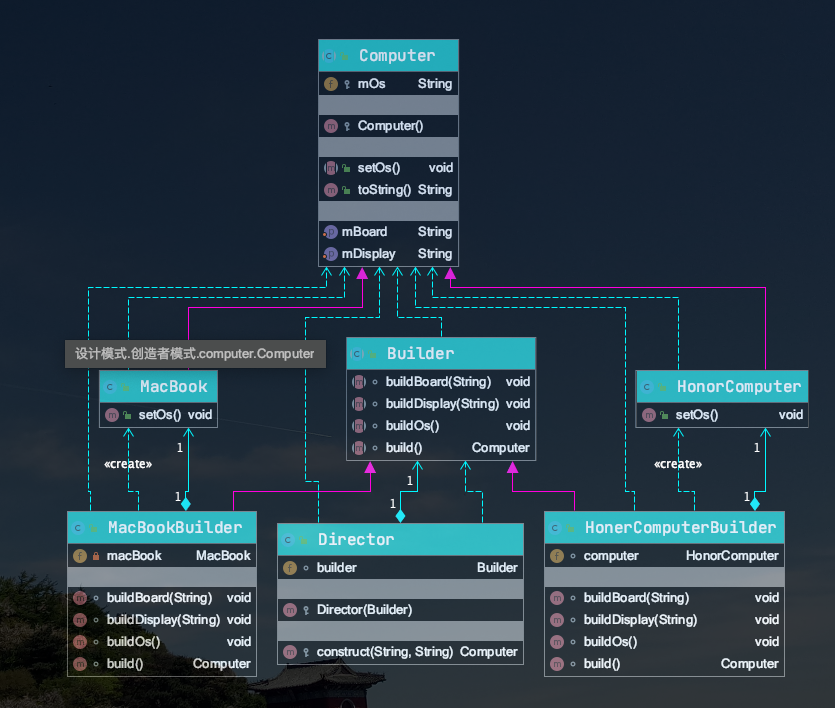 Computer
mOs String
Computer()
setOs() void
toString() String
mBoard String
mDisplay String
设计模式.创造者模式.computer.Computer
MacBook
setOs() void
Builder
buildBoard(String) void
buildDisplay(String) void
buildOs() void
build() Computer
HonorComputer
setOs() void
1
«create»
1
1
1
«create»
1
1
MacBookBuilder
macBook MacBook
buildBoard(String) void
buildDisplay(String) void
buildOs() void
build() Computer
Director
builder Builder
Director(Builder)
construct(String, String) Computer
HonerComputerBuilder
computer HonorComputer
buildBoard(String) void
buildDisplay(String) void
buildOs() void
build() Computer